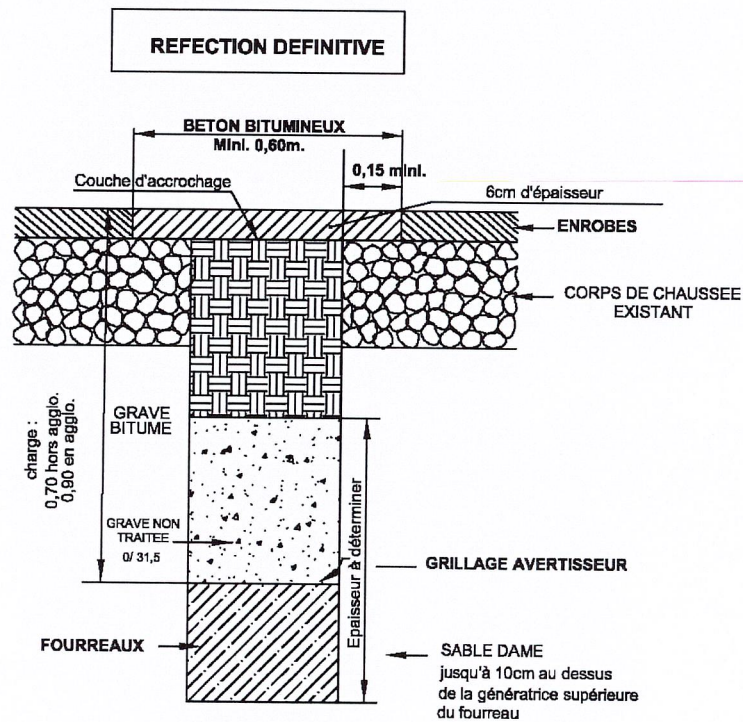 REFECTION DEFINITIVE
BETON BITUMINEUX
Mini. 0,60m.
0,15 mini.
Couche d'accrochage
6cm d'épaisseur
ENROBES
CORPS DE CHAUSSEE
EXISTANT
charge :
0,70 hors agglo.
0,90 en agglo.
GRAVE
BITUME
GRAVE NON
TRAITEE
0/ 31,5
Epaisseur à déterminer
GRILLAGE AVERTISSEUR
FOURREAUX
SABLE DAME
jusqu'à 10cm au dessus
de la génératrice supérieure
du fourreau